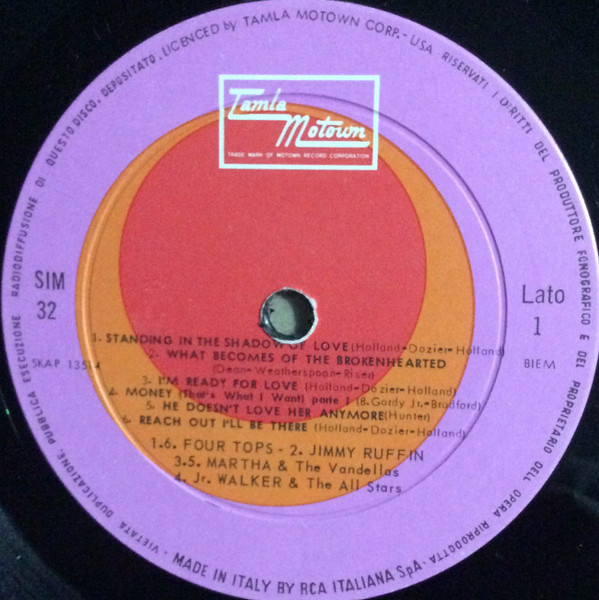 Tamla
Motown
TRADE MARK OF MOTOWN RECORD CORPORATION
SIM
32
Lato
1
SKAP 13514
BIEM
1. STANDING IN THE SHADOW OF LOVE (Holland-Dozier-Holland)
2. WHAT BECOMES OF THE BROKENHEARTED
(Dean-Weatherspoon-Riser)
3. I'M READY FOR LOVE (Holland-Dozier-Holland)
4. MONEY (That's What I Want) parte 1 (B. Gordy Jr.-Bradford)
5. HE DOESN'T LOVE HER ANYMORE (Hunter)
6. REACH OUT I'LL BE THERE (Holland-Dozier-Holland)
1.6. FOUR TOPS - 2. JIMMY RUFFIN
3.5. MARTHA & The Vandellas
4. Jr. WALKER & The All Stars
VIETATA DUPLICAZIONE, PUBBLICA ESECUZIONE RADIODIFFUSIONE DI QUESTO DISCO, DEPOSITATO. LICENCED by TAMLA MOTOWN CORP. - USA RISERVATI I DIRITTI DEL PRODUTTORE FONOGRAFICO E DEL PROPRIETARIO DELL'OPERA RIPRODOTTA -
MADE IN ITALY BY RCA ITALIANA SpA -